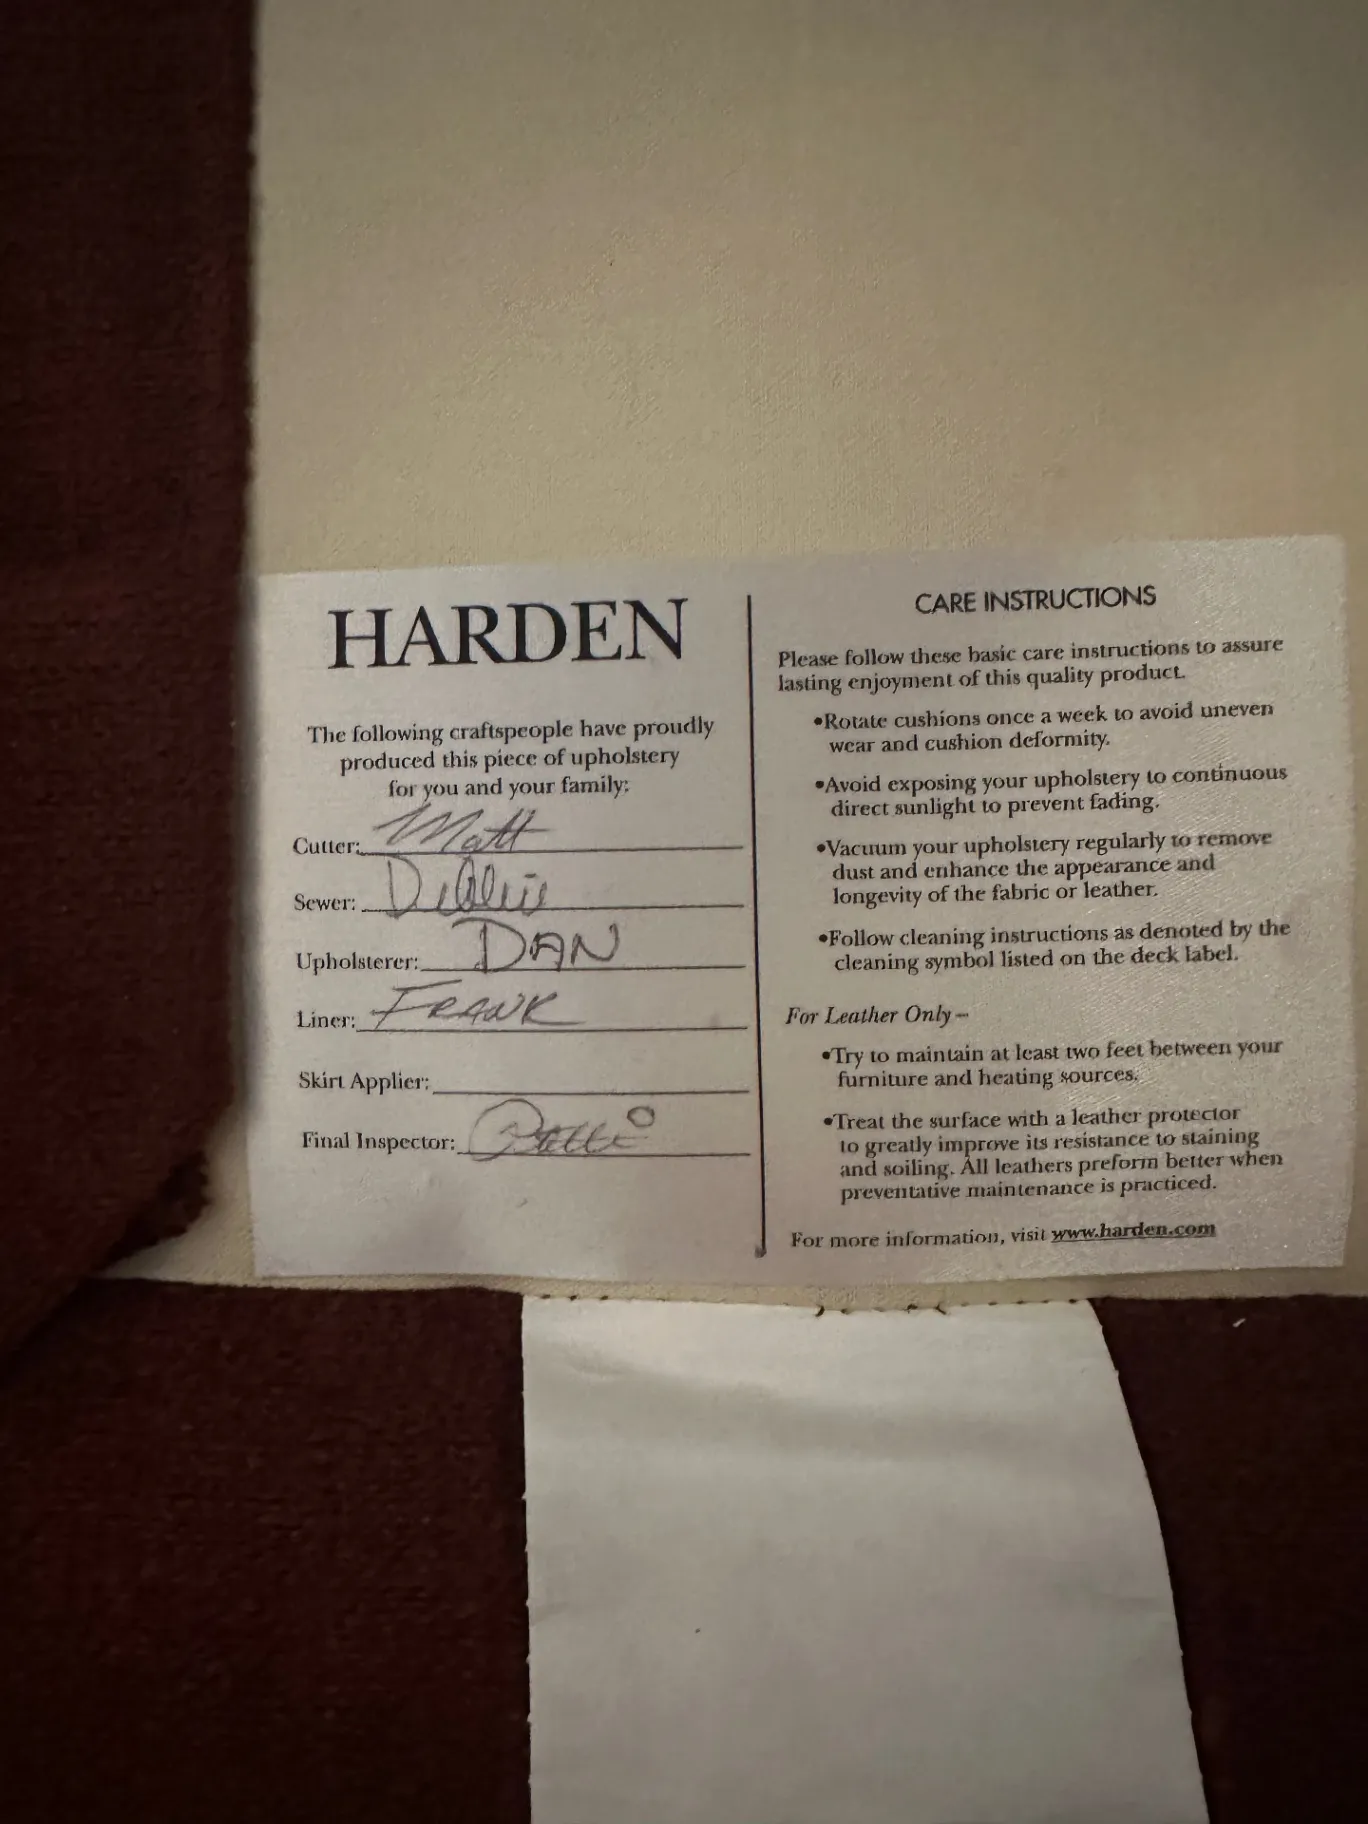 HARDEN
The following craftspeople have proudly
produced this piece of upholstery
for you and your family:
Cutter: Matt
Sewer: Debbie
Upholsterer: DAN
Liner: FRANK
Skirt Applier:
Final Inspector:
CARE INSTRUCTIONS
Please follow these basic care instructions to assure
lasting enjoyment of this quality product.
•Rotate cushions once a week to avoid uneven
wear and cushion deformity.
•Avoid exposing your upholstery to continuous
direct sunlight to prevent fading.
•Vacuum your upholstery regularly to remove
dust and enhance the appearance and
longevity of the fabric or leather.
•Follow cleaning instructions as denoted by the
cleaning symbol listed on the deck label.
For Leather Only –
•Try to maintain at least two feet between your
furniture and heating sources.
•Treat the surface with a leather protector
to greatly improve its resistance to staining
and soiling. All leathers preform better when
preventative maintenance is practiced.
For more information, visit www.harden.com